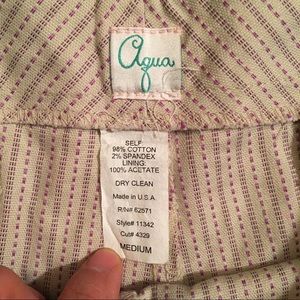 aqua
SELF
98% COTTON
2% SPANDEX
LINING:
100% ACETATE
DRY CLEAN
Made in U.S.A.
R/N# 62571
Style# 11342
Cut# 4329
MEDIUM